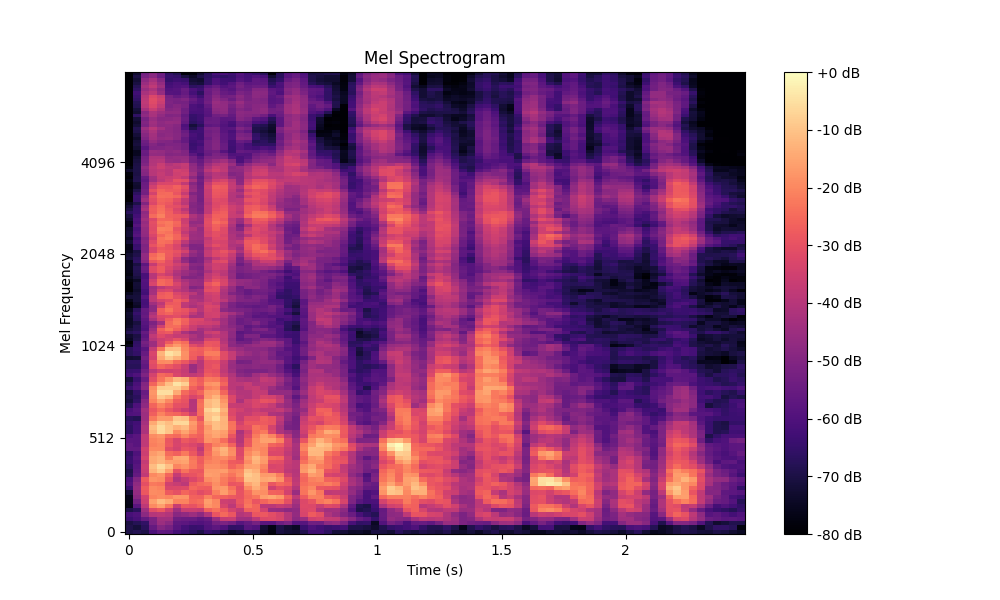 Mel Spectrogram
Mel Frequency
4096
2048
1024
512
0
0
0.5
1
1.5
2
Time (s)
+0 dB
-10 dB
-20 dB
-30 dB
-40 dB
-50 dB
-60 dB
-70 dB
-80 dB